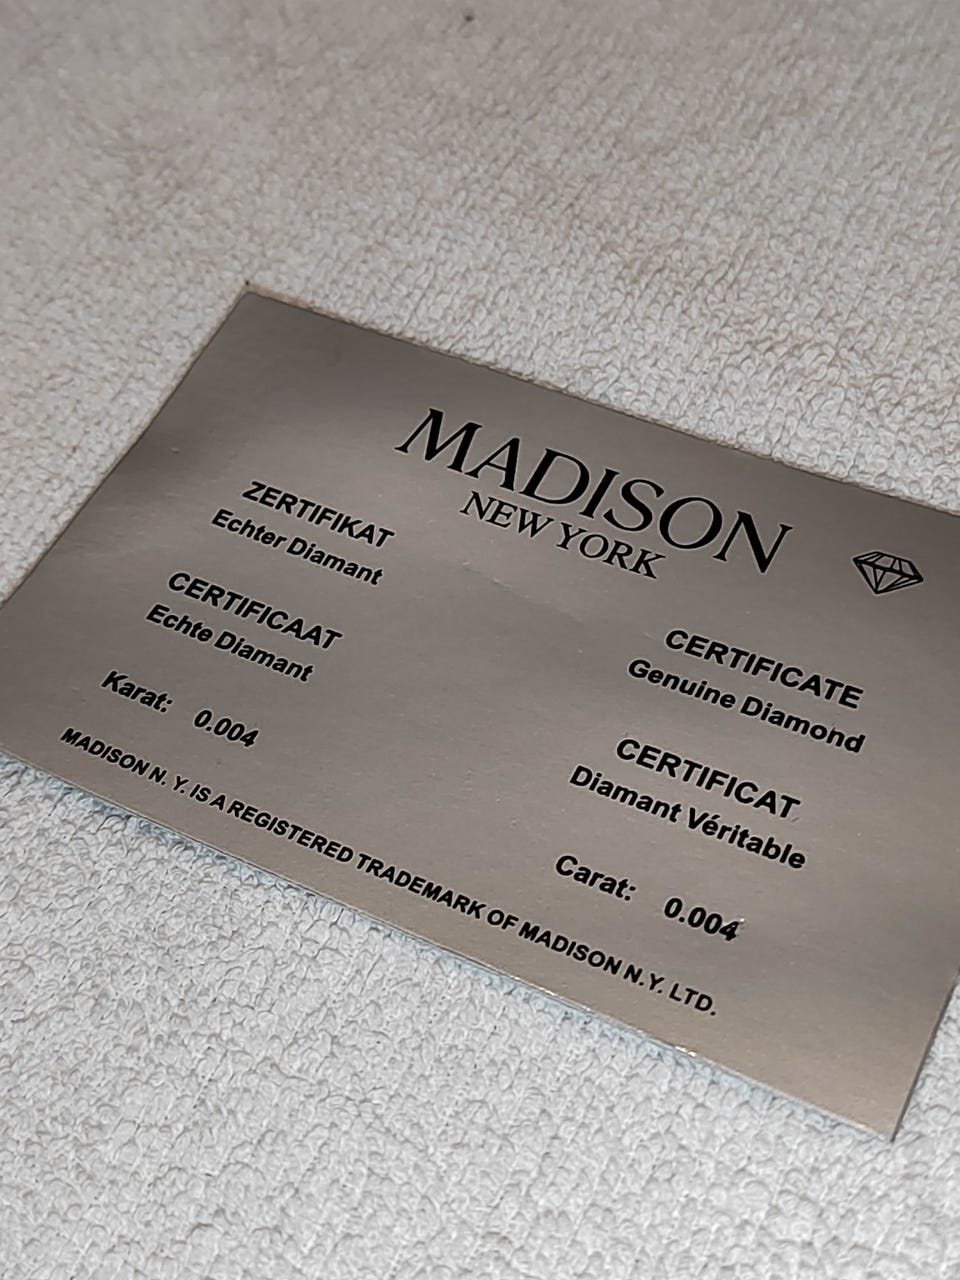 MADISON
NEW YORK
ZERTIFIKAT
Echter Diamant
CERTIFICAAT
Echte Diamant
Karat: 0.004
CERTIFICATE
Genuine Diamond
CERTIFICAT
Diamant Véritable
Carat: 0.004
MADISON N. Y. IS A REGISTERED TRADEMARK OF MADISON N.Y. LTD.